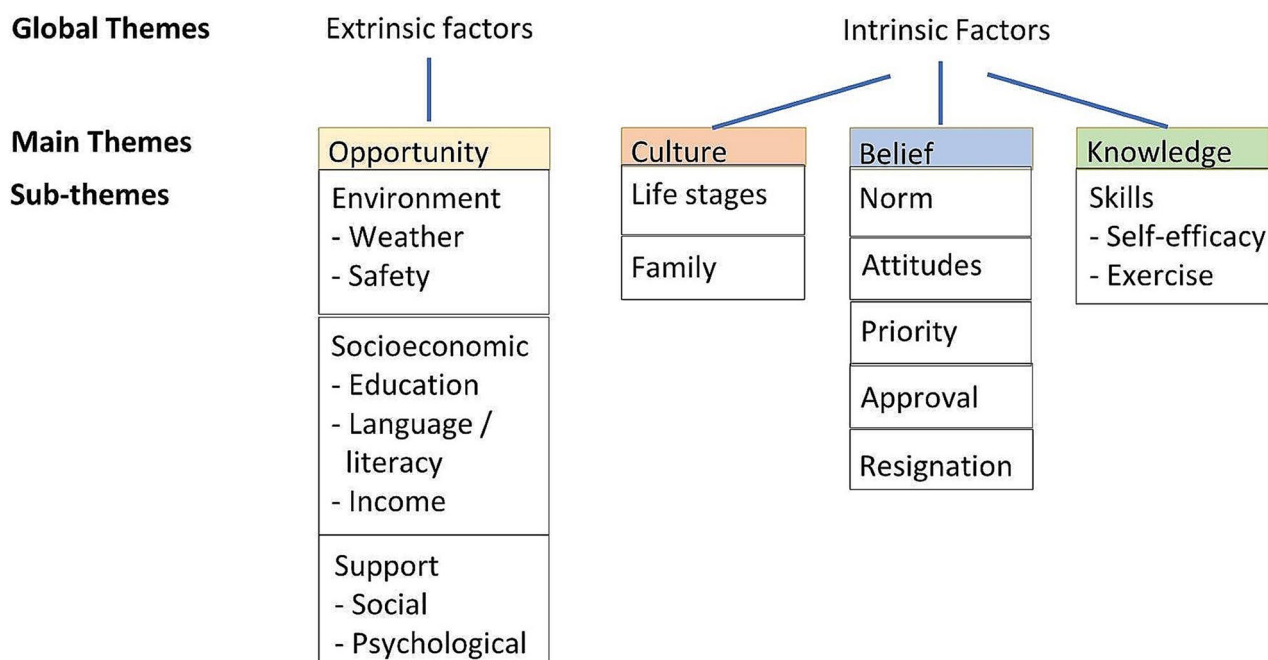 Global Themes
Extrinsic factors
Intrinsic Factors
Main Themes
Opportunity
Culture
Belief
Knowledge
Sub-themes
Environment
- Weather
- Safety
Socioeconomic
- Education
- Language /
literacy
- Income
Support
- Social
- Psychological
Life stages
Family
Norm
Attitudes
Priority
Approval
Resignation
Skills
- Self-efficacy
- Exercise